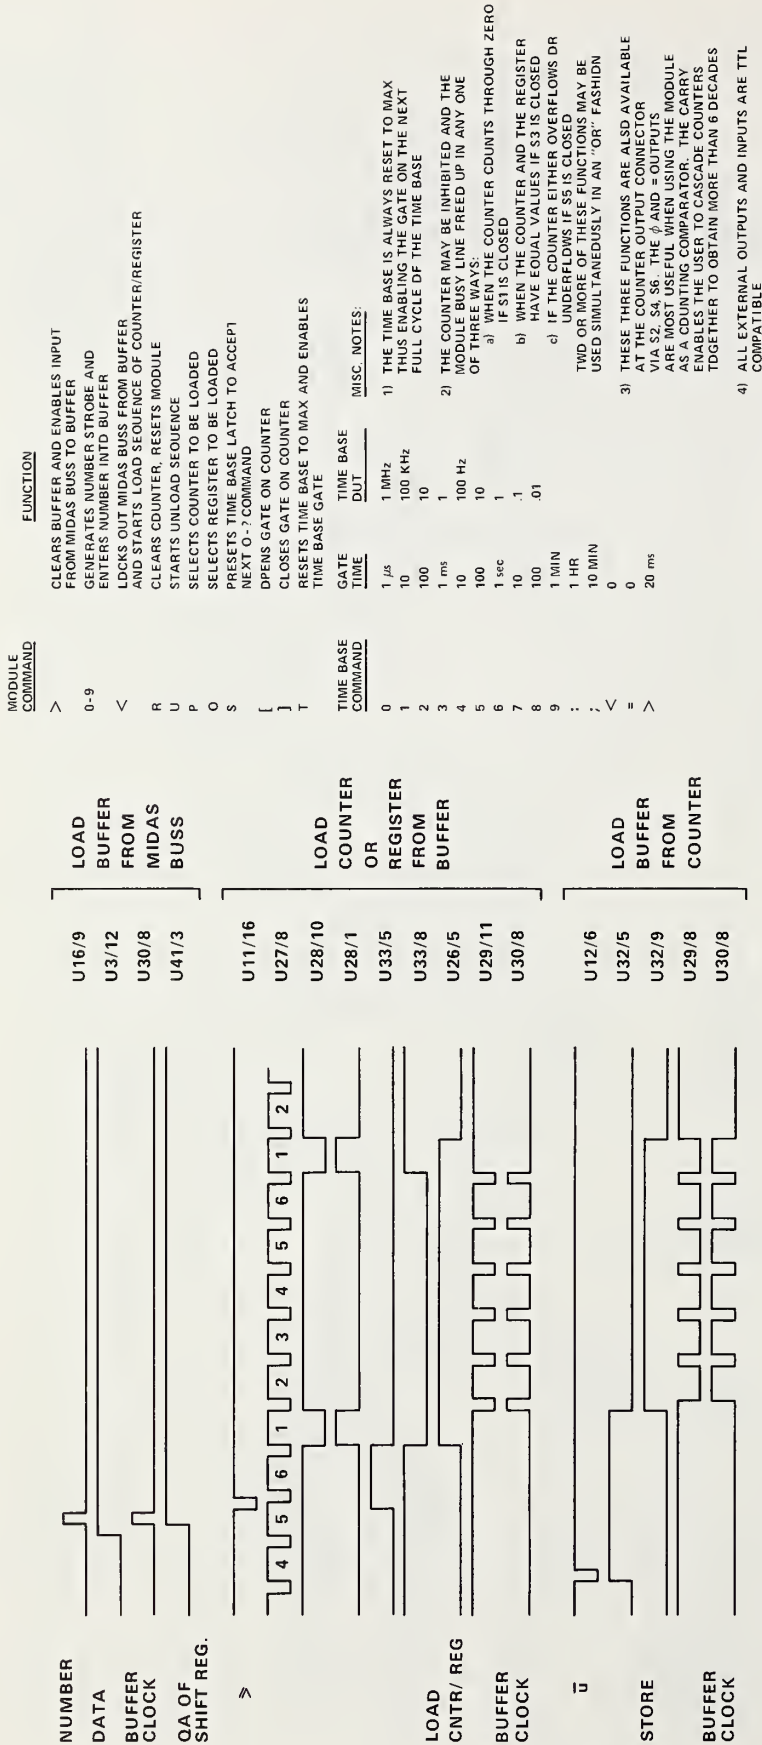 NUMBER
DATA
BUFFER
CLOCK
QA OF
SHIFT REG.
U16/9
U3/12
U30/8
U41/3
LOAD
BUFFER
FROM
MIDAS
BUSS
4 5 6 1 2 3 4 5 6 1 2
LOAD
CNTR/ REG
BUFFER
CLOCK
U11/16
U27/8
U28/10
U28/1
U33/5
U33/8
U26/5
U29/11
U30/8
LOAD
COUNTER
OR
REGISTER
FROM
BUFFER
u
STORE
BUFFER
CLOCK
U12/6
U32/5
U32/9
U29/8
U30/8
LOAD
BUFFER
FROM
COUNTER
MODULE
COMMAND
FUNCTION
> CLEARS BUFFER AND ENABLES INPUT
FROM MIDAS BUSS TO BUFFER
0-9 GENERATES NUMBER STROBE AND
ENTERS NUMBER INTD BUFFER
< LDCKS OUT MIDAS BUSS FROM BUFFER
AND STARTS LOAD SEQUENCE OF COUNTER/REGISTER
R CLEARS CDUNTER, RESETS MODULE
U STARTS UNLOAD SEQUENCE
P SELECTS COUNTER TO BE LOADED
O SELECTS REGISTER TO BE LOADED
S PRESETS TIME BASE LATCH TO ACCEPT
NEXT O - ? COMMAND
[ DPENS GATE ON COUNTER
] CLOSES GATE ON COUNTER
T RESETS TIME BASE TO MAX AND ENABLES
TIME BASE GATE
TIME BASE
COMMAND
GATE
TIME
TIME BASE
DUT
0 1 μs 1 MHz
1 10 100 KHz
2 100 10
3 1 ms 1
4 10 100 Hz
5 100 10
6 1 sec 1
7 10 .1
8 100 .01
9 1 MIN
: 1 HR
; 10 MIN
< 0
= 0
> 20 ms
MISC. NOTES:
1) THE TIME BASE IS ALWAYS RESET TO MAX
THUS ENABLING THE GATE ON THE NEXT
FULL CYCLE DF THE TIME BASE
2) THE COUNTER MAY BE INHIBITED AND THE
MODULE BUSY LINE FREED UP IN ANY ONE
OF THREE WAYS:
a) WHEN THE COUNTER CDUNTS THROUGH ZERO
IF S1 IS CLOSED
b) WHEN THE COUNTER AND THE REGISTER
HAVE EQUAL VALUES IF S3 IS CLOSED
c) IF THE CDUNTER EITHER OVERFLOWS DR
UNDERFLDWS IF S5 IS CLOSED
TWD OR MORE OF THESE FUNCTIONS MAY BE
USED SIMULTANEDUSLY IN AN "OR" FASHIDN
3) THESE THREE FUNCTIONS ARE ALSD AVAILABLE
AT THE COUNTER OUTPUT CONNECTOR
VIA S2, S4, S6. THE ϕ AND = OUTPUTS
ARE MOST USEFUL WHEN USING THE MODULE
AS A COUNTING COMPARATOR. THE CARRY
ENABLES THE USER TO CASCADE COUNTERS
TDGETHER TO OBTAIN MORE THAN 6 DECADES
4) ALL EXTERNAL OUTPUTS AND INPUTS ARE TTL
COMPATIBLE